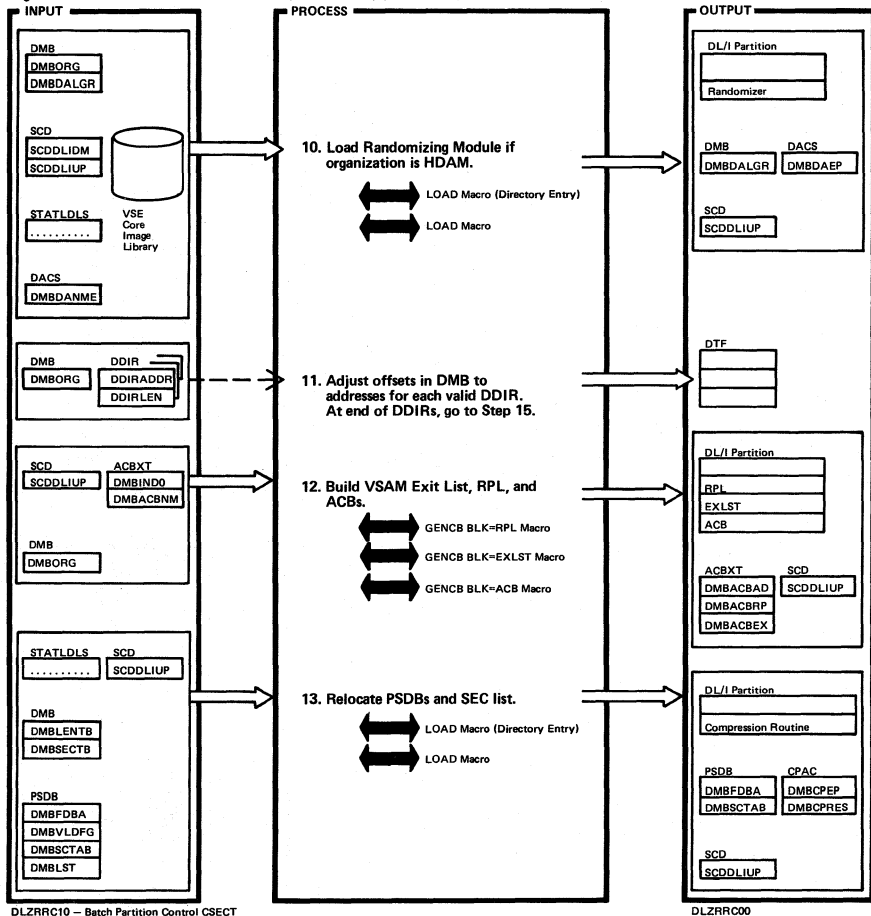 INPUT
PROCESS
OUTPUT
DMB
DMBORG
DMBDALGR
SCD
SCDDLIDM
SCDDLIUP
STATLDLS
..........
VSE
Core
Image
Library
DACS
DMBDANME
10. Load Randomizing Module if
organization is HDAM.
LOAD Macro (Directory Entry)
LOAD Macro
DL/I Partition
Randomizer
DMB
DMBDALGR
DACS
DMBDAEP
SCD
SCDDLIUP
DMB
DMBORG
DDIR
DDIRADDR
DDIRLEN
11. Adjust offsets in DMB to
addresses for each valid DDIR.
At end of DDIRs, go to Step 15.
DTF
SCD
SCDDLIUP
ACBXT
DMBIND0
DMBACBNM
DMB
DMBORG
12. Build VSAM Exit List, RPL, and
ACBs.
GENCB BLK=RPL Macro
GENCB BLK=EXLST Macro
GENCB BLK=ACB Macro
DL/I Partition
RPL
EXLST
ACB
ACBXT
DMBACBAD
DMBACBRP
DMBACBEX
SCD
SCDDLIUP
STATLDLS
..........
SCD
SCDDLIUP
DMB
DMBLENTB
DMBSECTB
PSDB
DMBFDBA
DMBVLDFG
DMBSCTAB
DMBLST
13. Relocate PSDBs and SEC list.
LOAD Macro (Directory Entry)
LOAD Macro
DL/I Partition
Compression Routine
PSDB
DMBFDBA
DMBSCTAB
CPAC
DMBCPEP
DMBCPRES
SCD
SCDDLIUP
DLZRRC10 — Batch Partition Control CSECT
DLZRRC00